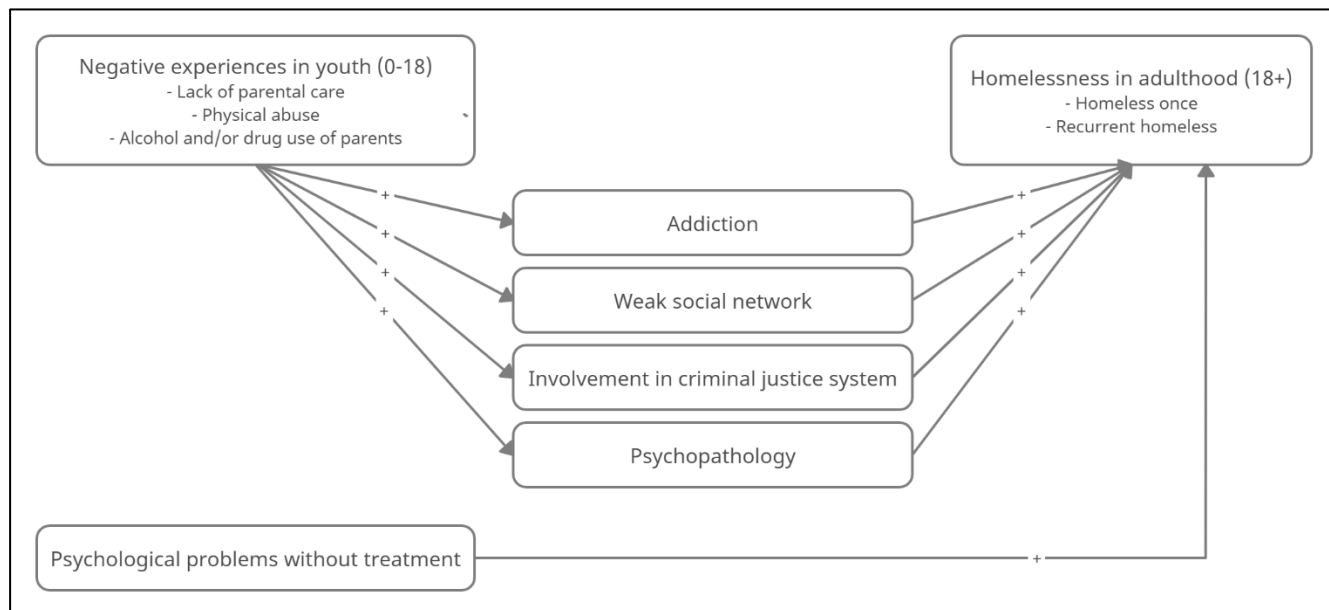 Negative experiences in youth (0-18)
- Lack of parental care
- Physical abuse
- Alcohol and/or drug use of parents
Homelessness in adulthood (18+)
- Homeless once
- Recurrent homeless
+
+
+
+
Addiction
Weak social network
Involvement in criminal justice system
Psychopathology
+
+
+
+
Psychological problems without treatment
+